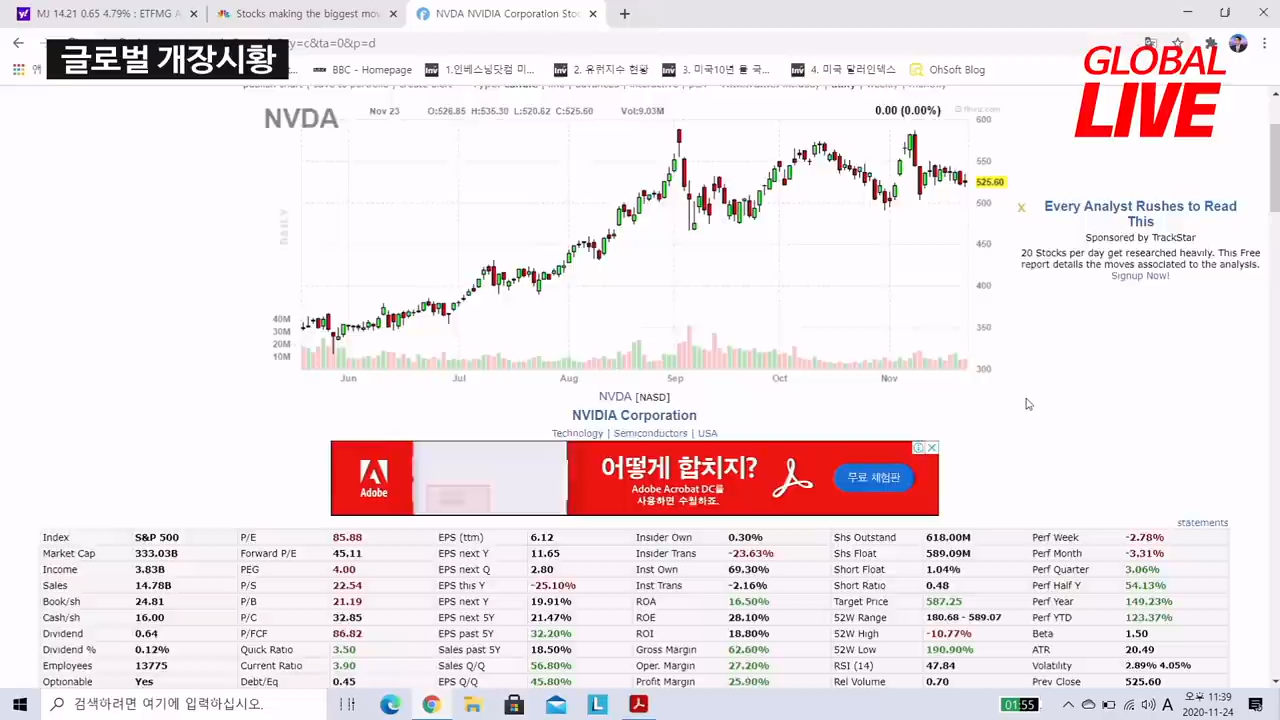 MJ 14.21 0.65 4.79% : ETFMG A
Stocks making the biggest mov
NVDA NVIDIA Corporation Stoc
글로벌 개장시황
y=c&ta=0&p=d
GLOBAL
LIVE
BBC - Homepage
1.인베스팅닷컴 미...
2. 유럽지수 현황
3. 미국10년 물 국...
4. 미국 달러인덱스
OhSoft Blog
NVDA
Nov 23
O:526.85 H:535.30 L:520.62 C:525.60
Vol:9.03M
0.00 (0.00%)
© finviz.com
DAILY
600
550
525.60
500
450
400
350
300
40M
30M
20M
10M
Jun Jul Aug Sep Oct Nov
x
Every Analyst Rushes to Read
This
Sponsored by TrackStar
20 Stocks per day get researched heavily. This Free
report details the moves associated to the analysis.
Signup Now!
NVDA [NASD]
NVIDIA Corporation
Technology | Semiconductors | USA
Adobe
어떻게 합치지?
Adobe Acrobat DC를
사용하면 수월하죠.
무료 체험판
statements
Index S&P 500 P/E 85.88 EPS (ttm) 6.12 Insider Own 0.30% Shs Outstand 618.00M Perf Week -2.78%
Market Cap 333.03B Forward P/E 45.11 EPS next Y 11.65 Insider Trans -23.63% Shs Float 589.09M Perf Month -3.31%
Income 3.83B PEG 4.00 EPS next Q 2.80 Inst Own 69.30% Short Float 1.04% Perf Quarter 3.06%
Sales 14.78B P/S 22.54 EPS this Y -25.10% Inst Trans -2.16% Short Ratio 0.48 Perf Half Y 54.13%
Book/sh 24.81 P/B 21.19 EPS next Y 19.91% ROA 16.50% Target Price 587.25 Perf Year 149.23%
Cash/sh 16.00 P/C 32.85 EPS next 5Y 21.47% ROE 28.10% 52W Range 180.68 - 589.07 Perf YTD 123.37%
Dividend 0.64 P/FCF 86.82 EPS past 5Y 32.20% ROI 18.80% 52W High -10.77% Beta 1.50
Dividend % 0.12% Quick Ratio 3.50 Sales past 5Y 18.50% Gross Margin 62.60% 52W Low 190.90% ATR 20.49
Employees 13775 Current Ratio 3.90 Sales Q/Q 56.80% Oper. Margin 27.20% RSI (14) 47.84 Volatility 2.89% 4.05%
Optionable Yes Debt/Eq 0.45 EPS Q/Q 45.80% Profit Margin 25.90% Rel Volume 0.70 Prev Close 525.60
검색하려면 여기에 입력하십시오.
01:55
A
오후 11:39
2020-11-24